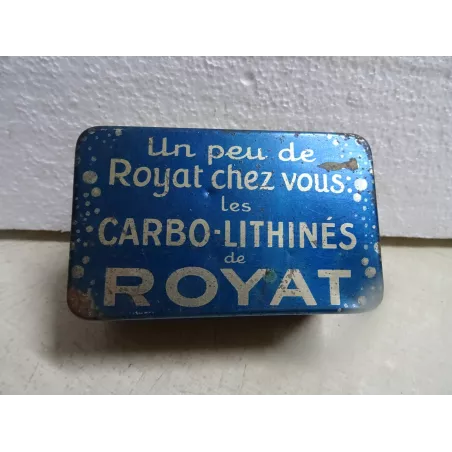 Un peu de
Royat chez vous:
les
CARBO-LITHINÉS
de
ROYAT